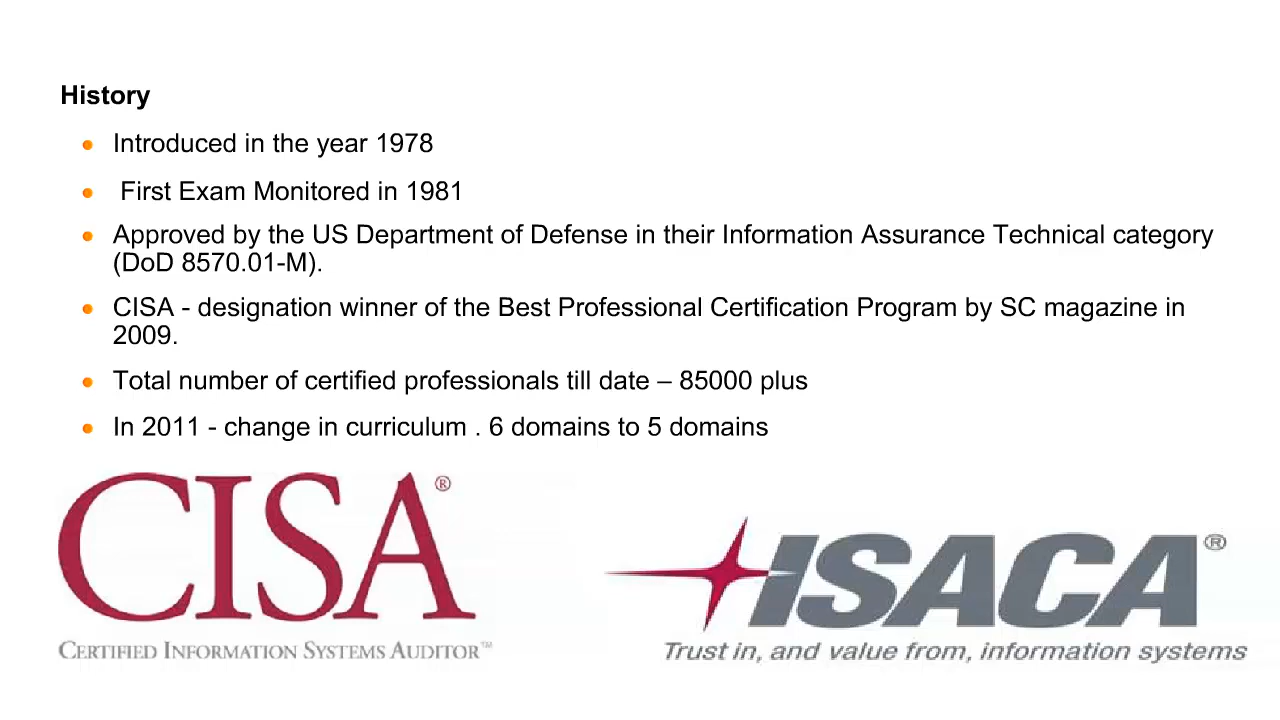 History
Introduced in the year 1978
First Exam Monitored in 1981
Approved by the US Department of Defense in their Information Assurance Technical category
(DoD 8570.01-M).
CISA - designation winner of the Best Professional Certification Program by SC magazine in
2009.
Total number of certified professionals till date – 85000 plus
In 2011 - change in curriculum . 6 domains to 5 domains
CISA®
CERTIFIED INFORMATION SYSTEMS AUDITOR™
ISACA®
Trust in, and value from, information systems